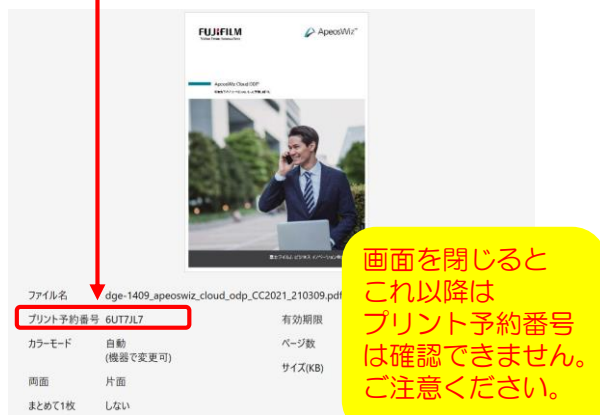 FUJIFILM
ApeosWiz
ApeosWiz Cloud ODP
ファイル名 dge-1409_apeoswiz_cloud_odp_CC2021_210309.pdf
プリント予約番号 6UT7JL7
有効期限
カラーモード 自動
(機器で変更可)
ページ数
サイズ(KB)
両面 片面
まとめて1枚 しない
画面を閉じると
これ以降は
プリント予約番号
は確認できません。
ご注意ください。